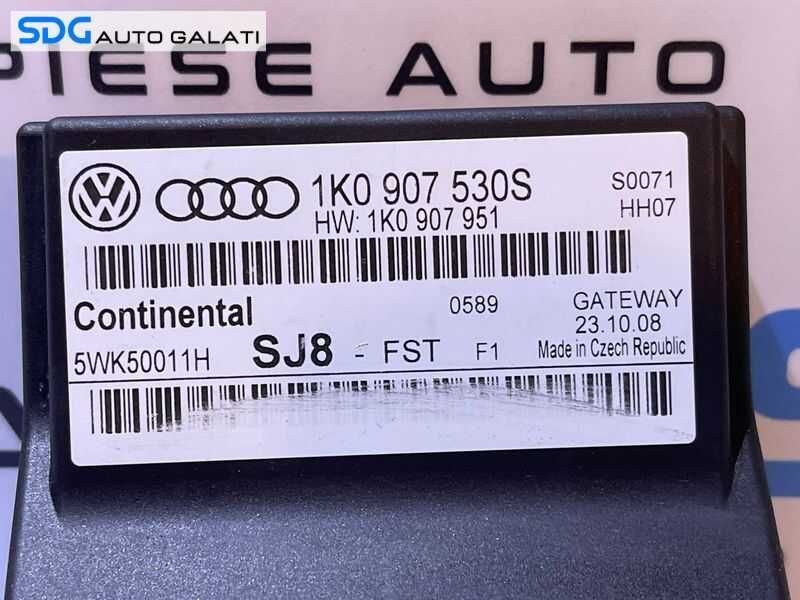 SDG AUTO GALATI
PIESE AUTO
1K0 907 530S
S0071
HW: 1K0 907 951
HH07
Continental
0589
GATEWAY
23.10.08
5WK50011H
SJ8 - FST F1
Made in Czech Republic